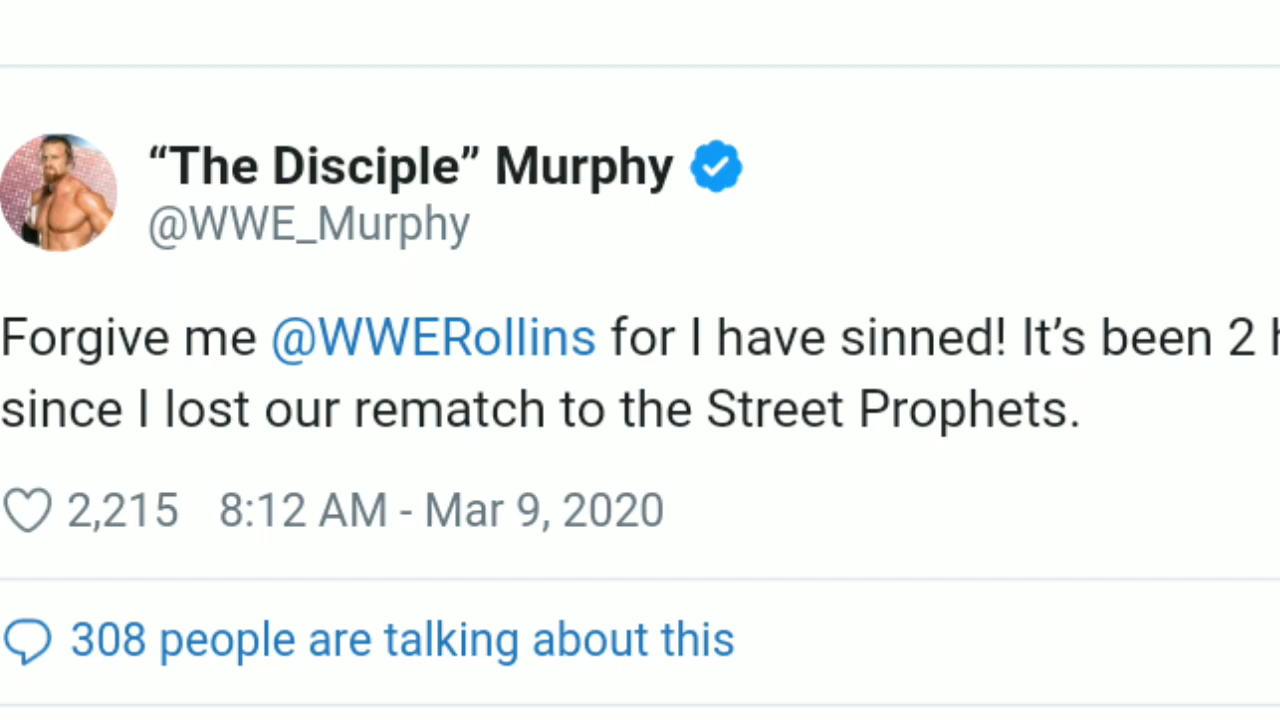 “The Disciple” Murphy
@WWE_Murphy
Forgive me @WWERollins for I have sinned! It’s been 2
since I lost our rematch to the Street Prophets.
2,215 8:12 AM - Mar 9, 2020
308 people are talking about this